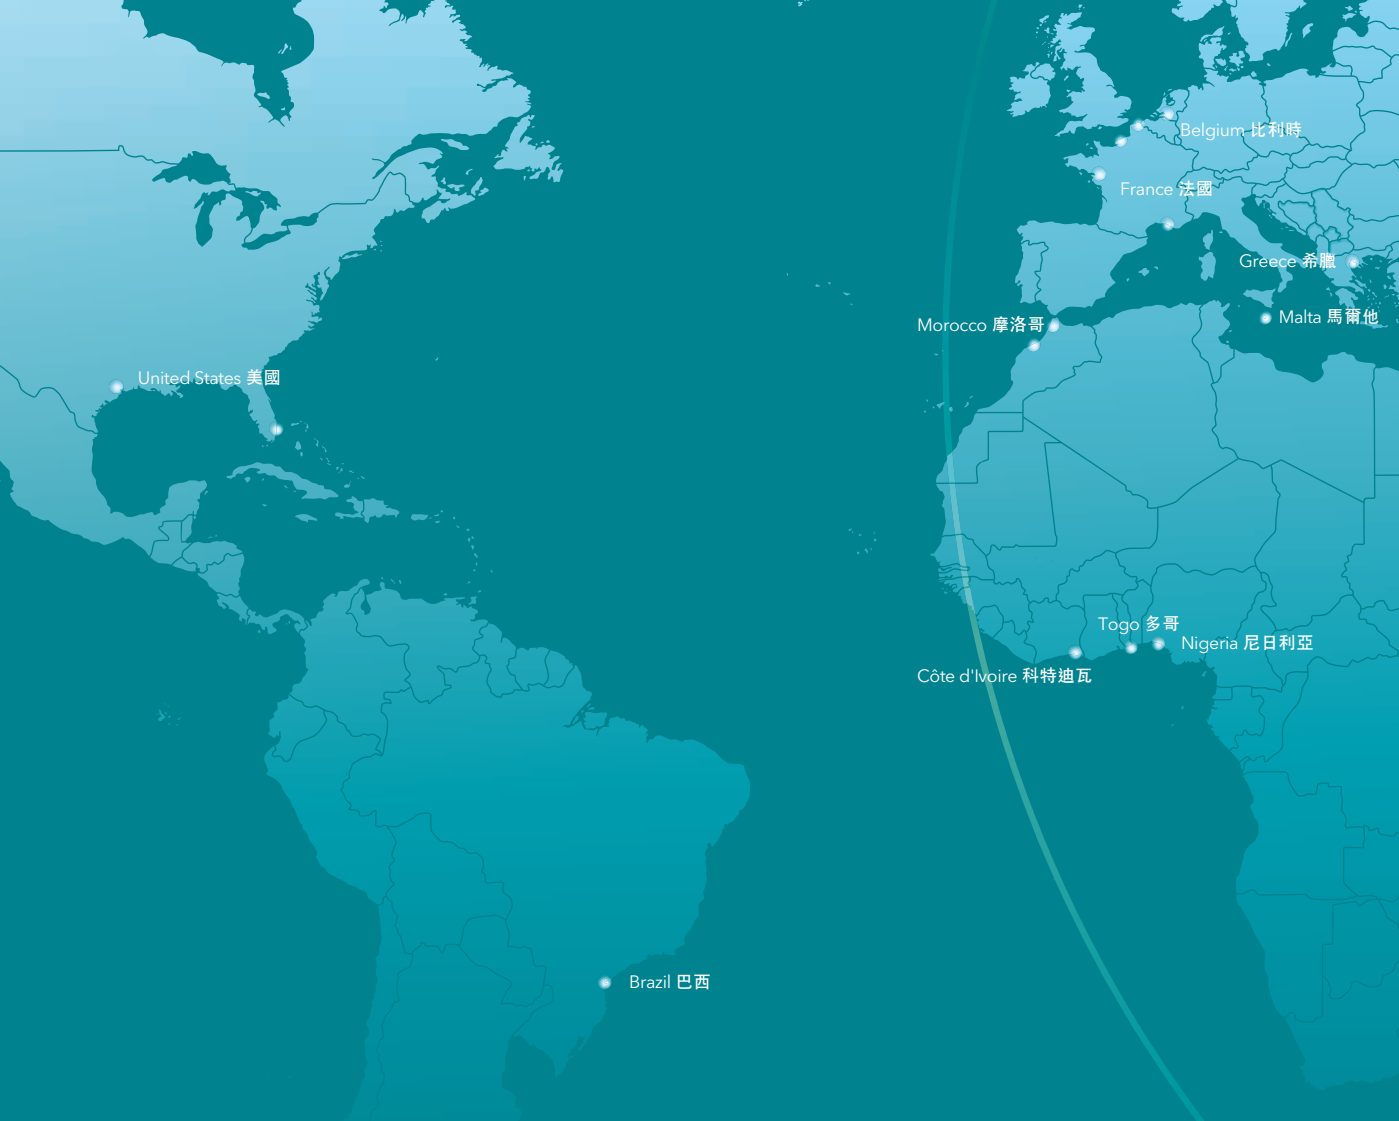 Belgium 比利時
France 法國
Greece 希臘
Malta 馬爾他
Morocco 摩洛哥
United States 美國
Togo 多哥
Nigeria 尼日利亞
Côte d'Ivoire 科特迪瓦
Brazil 巴西